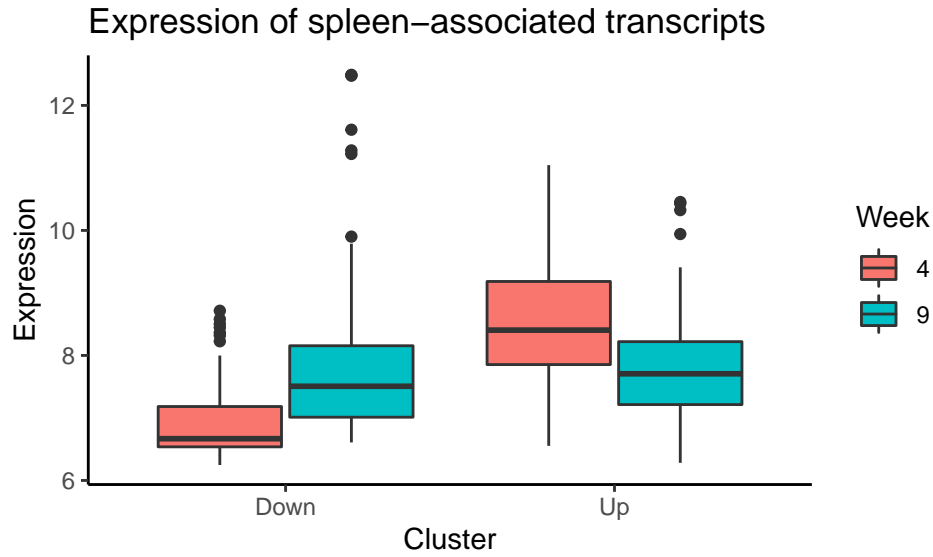 Expression of spleen−associated transcripts
12
10
8
6
Expression
Down
Up
Cluster
Week
4
9